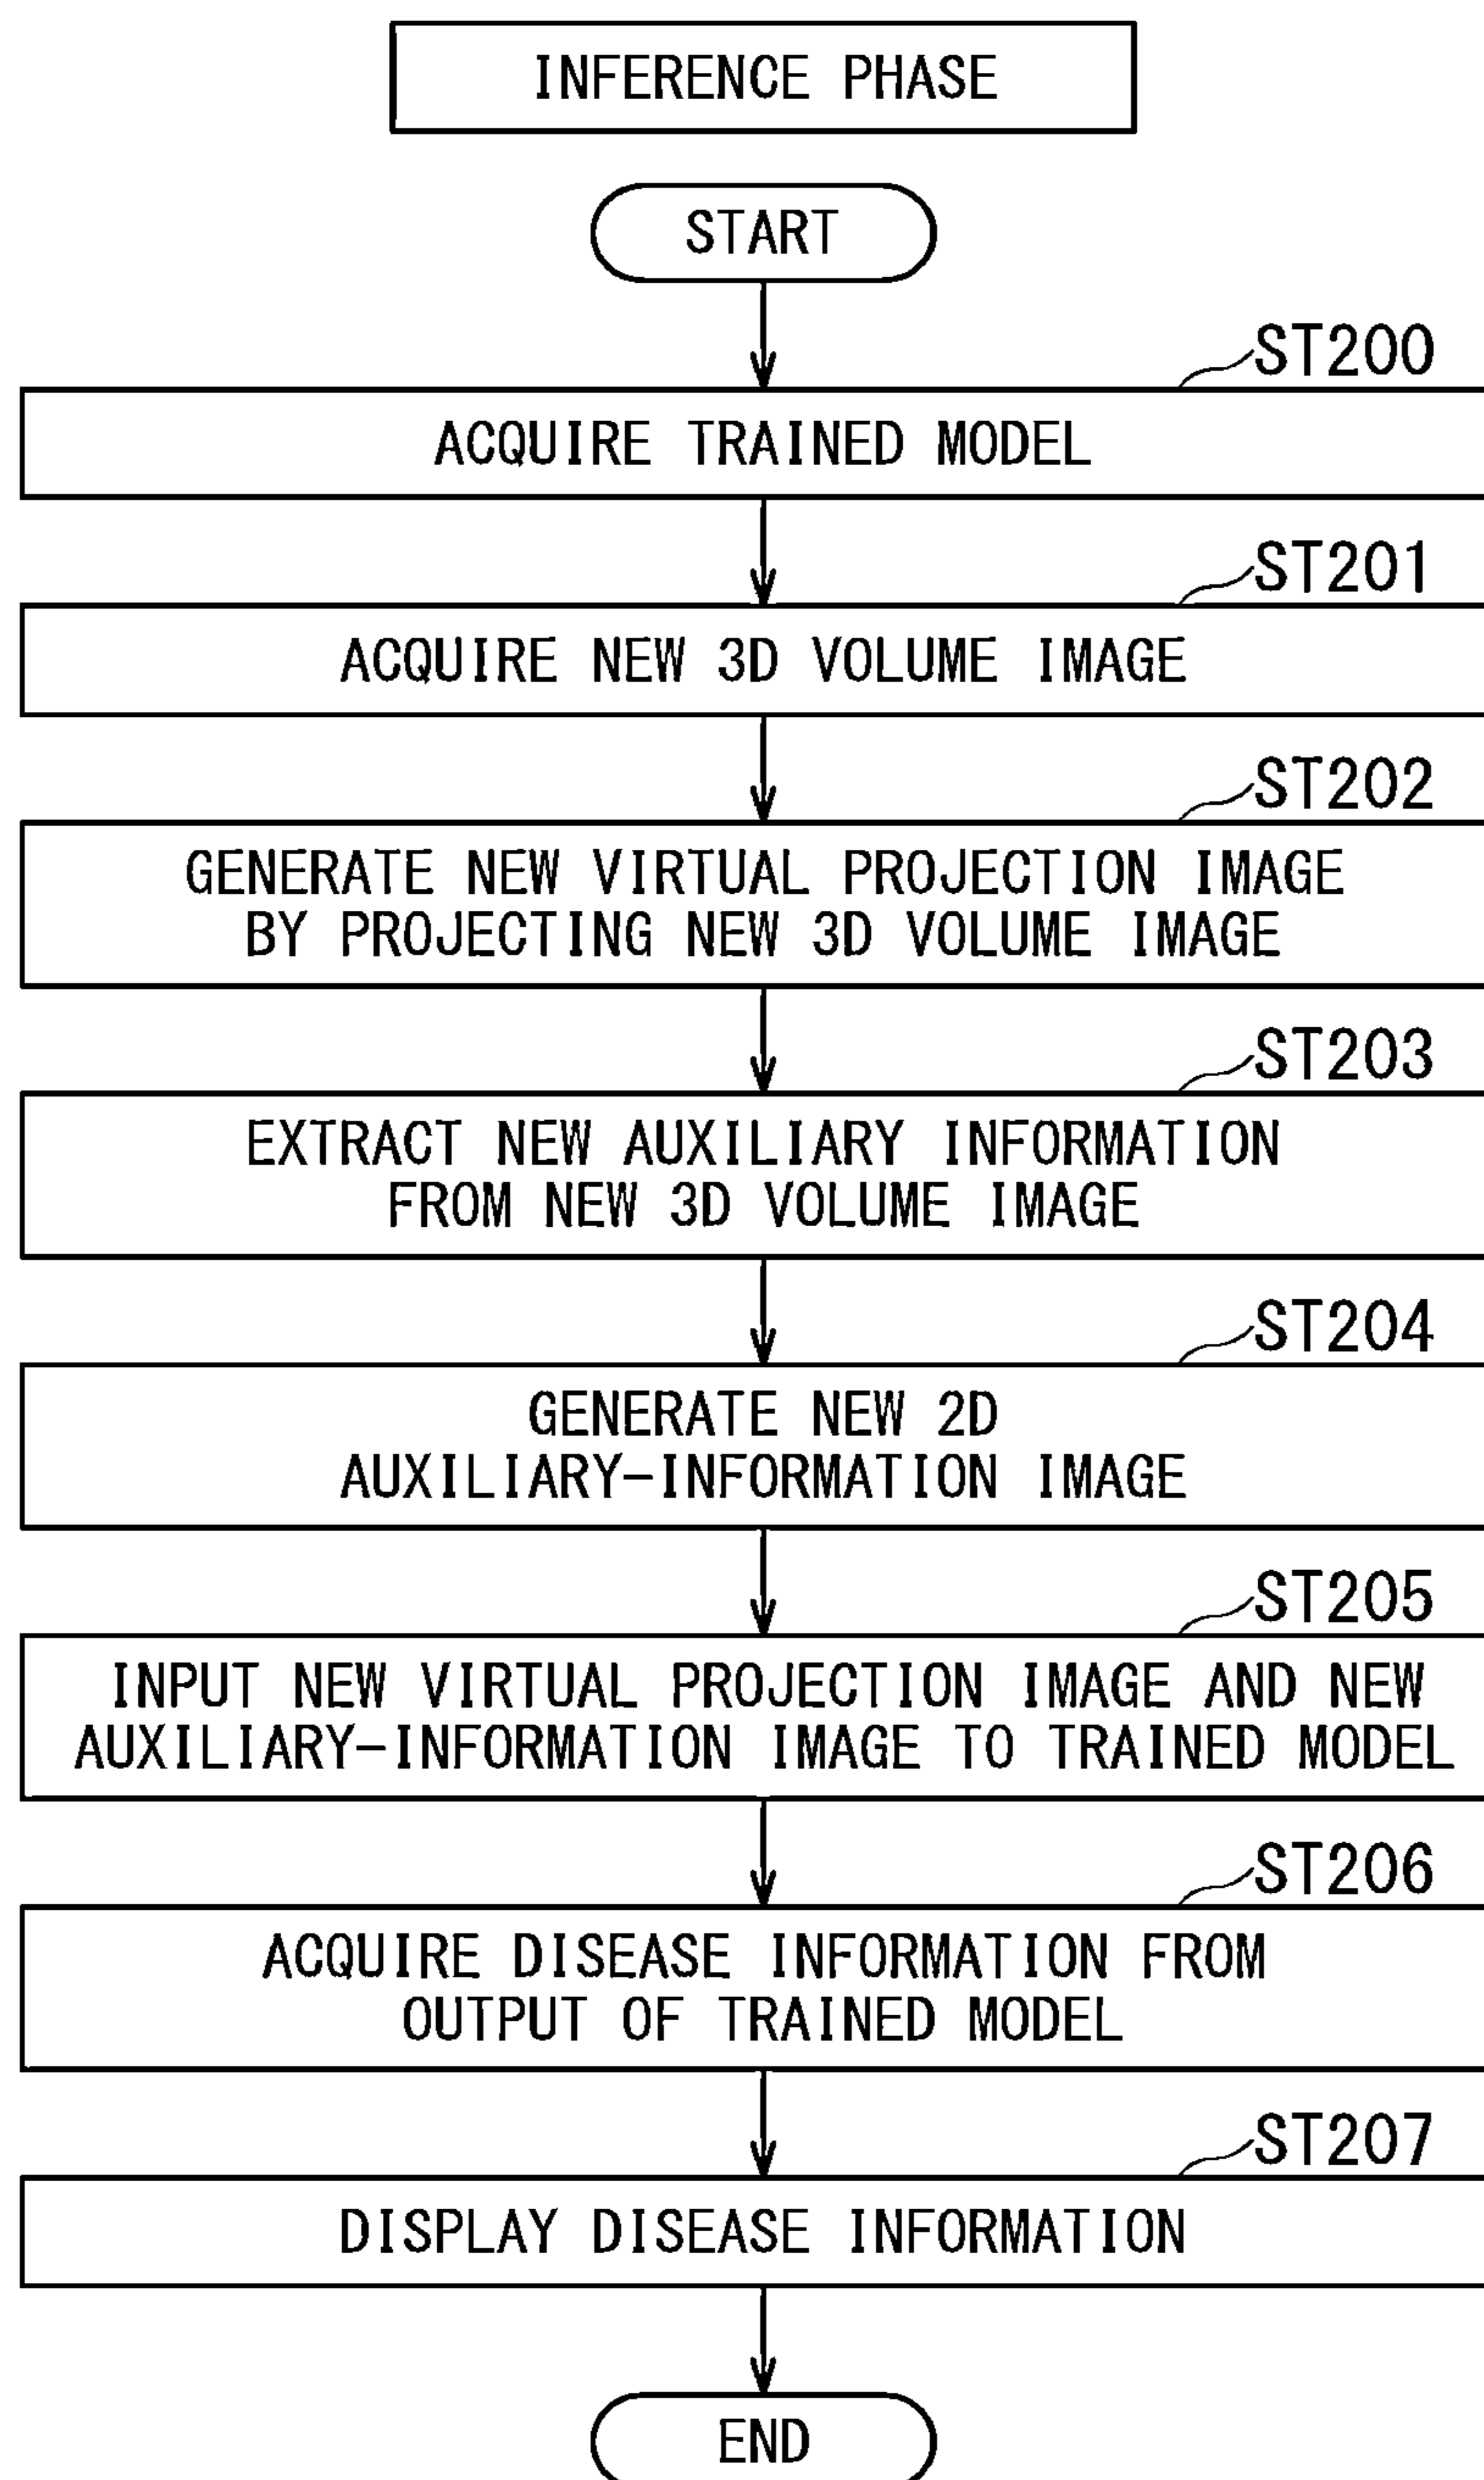 INFERENCE PHASE
START
ST200
ACQUIRE TRAINED MODEL
ST201
ACQUIRE NEW 3D VOLUME IMAGE
ST202
GENERATE NEW VIRTUAL PROJECTION IMAGE
BY PROJECTING NEW 3D VOLUME IMAGE
ST203
EXTRACT NEW AUXILIARY INFORMATION
FROM NEW 3D VOLUME IMAGE
ST204
GENERATE NEW 2D
AUXILIARY-INFORMATION IMAGE
ST205
INPUT NEW VIRTUAL PROJECTION IMAGE AND NEW
AUXILIARY-INFORMATION IMAGE TO TRAINED MODEL
ST206
ACQUIRE DISEASE INFORMATION FROM
OUTPUT OF TRAINED MODEL
ST207
DISPLAY DISEASE INFORMATION
END